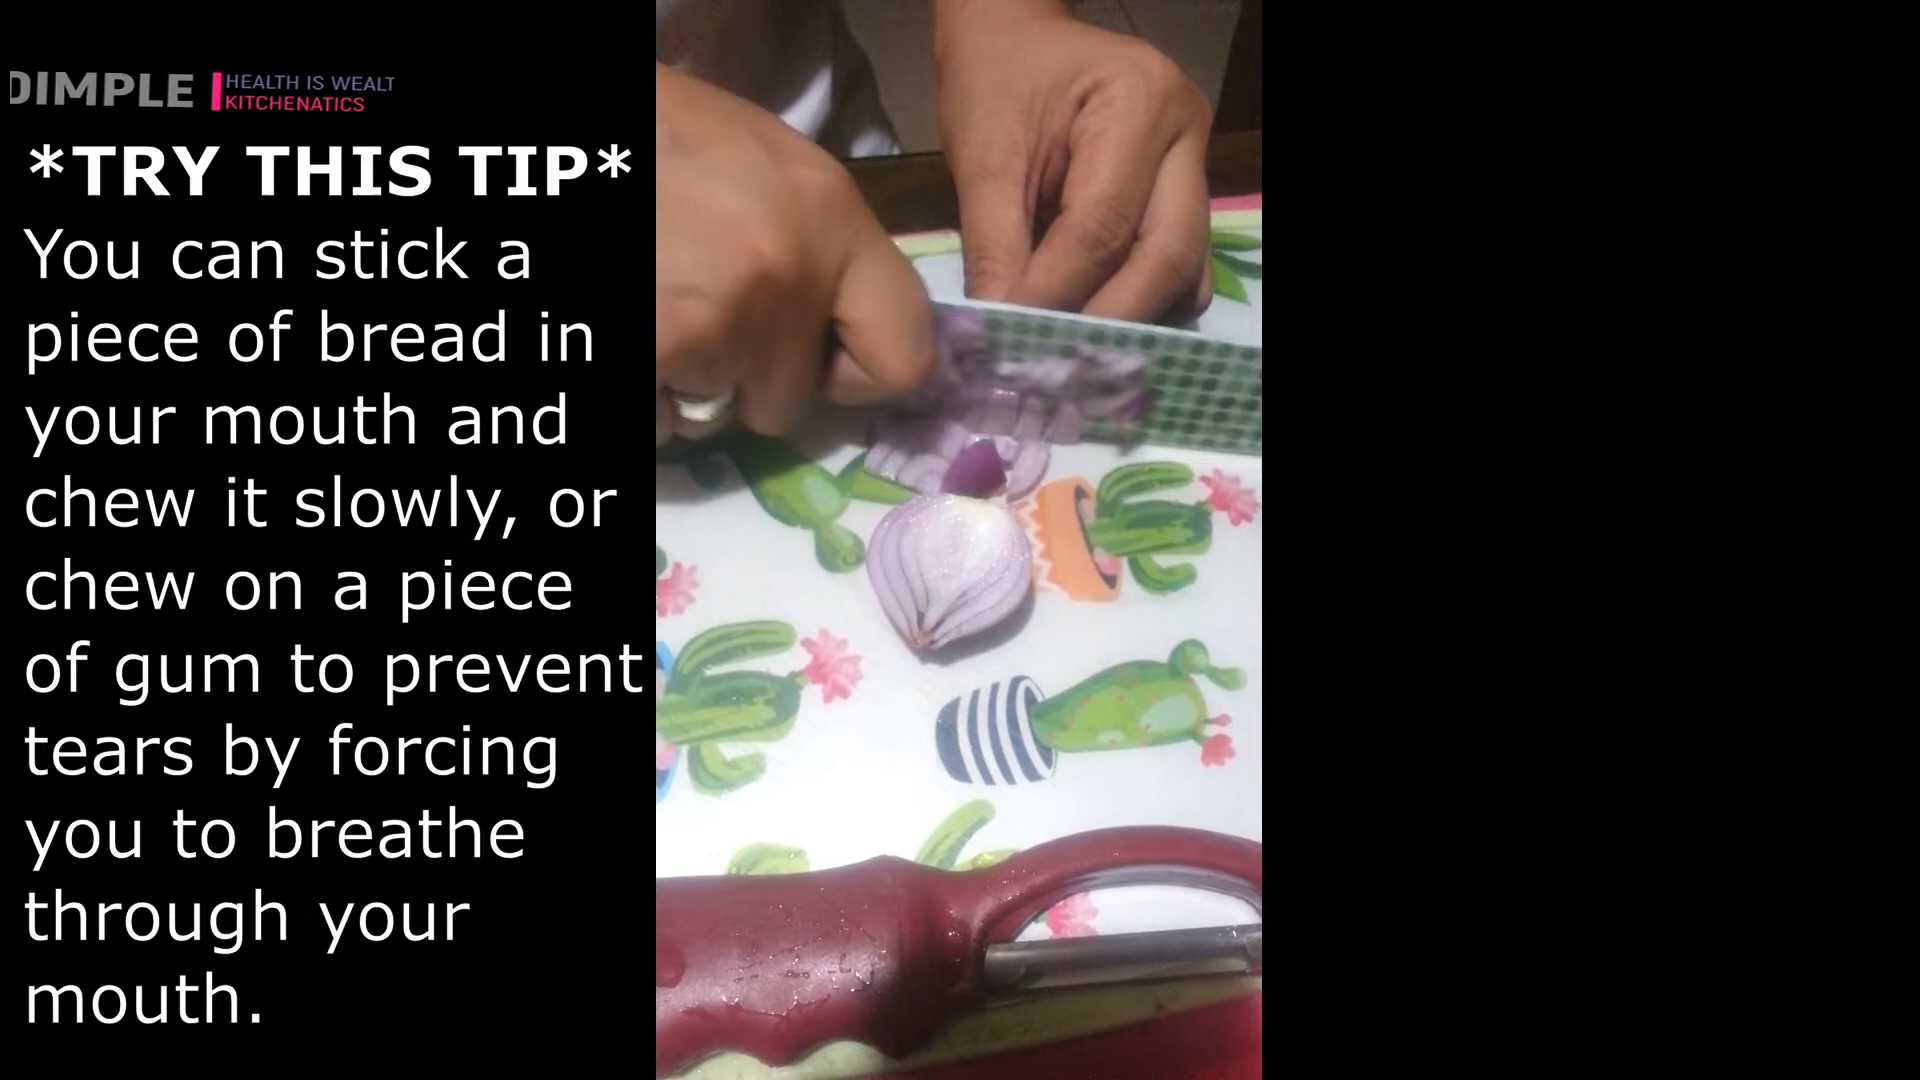 DIMPLE
HEALTH IS WEALT
KITCHENATICS
*TRY THIS TIP*
You can stick a
piece of bread in
your mouth and
chew it slowly, or
chew on a piece
of gum to prevent
tears by forcing
you to breathe
through your
mouth.